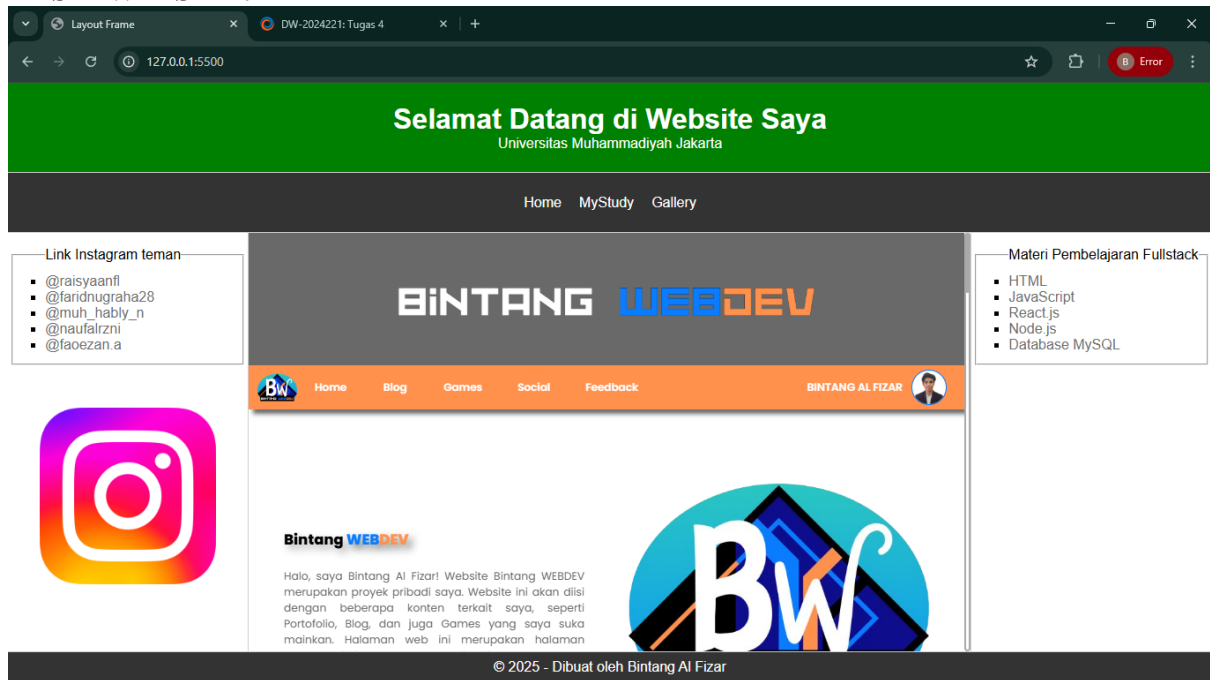 Layout Frame
DW-2024221: Tugas 4
127.0.0.1:5500
B Error
Selamat Datang di Website Saya
Universitas Muhammadiyah Jakarta
Home MyStudy Gallery
Link Instagram teman
@raisyaanfl
@faridnugraha28
@muh_hably_n
@naufalrzni
@faoezan.a
BiNTANG WEBDEV
BW Home Blog Games Social Feedback BINTANG AL FIZAR
Bintang WEBDEV
Halo, saya Bintang Al Fizar! Website Bintang WEBDEV
merupakan proyek pribadi saya. Website ini akan diisi
dengan beberapa konten terkait saya, seperti
Portofolio, Blog, dan juga Games yang saya suka
mainkan. Halaman web ini merupakan halaman
BW
Materi Pembelajaran Fullstack
HTML
JavaScript
React.js
Node.js
Database MySQL
© 2025 - Dibuat oleh Bintang Al Fizar